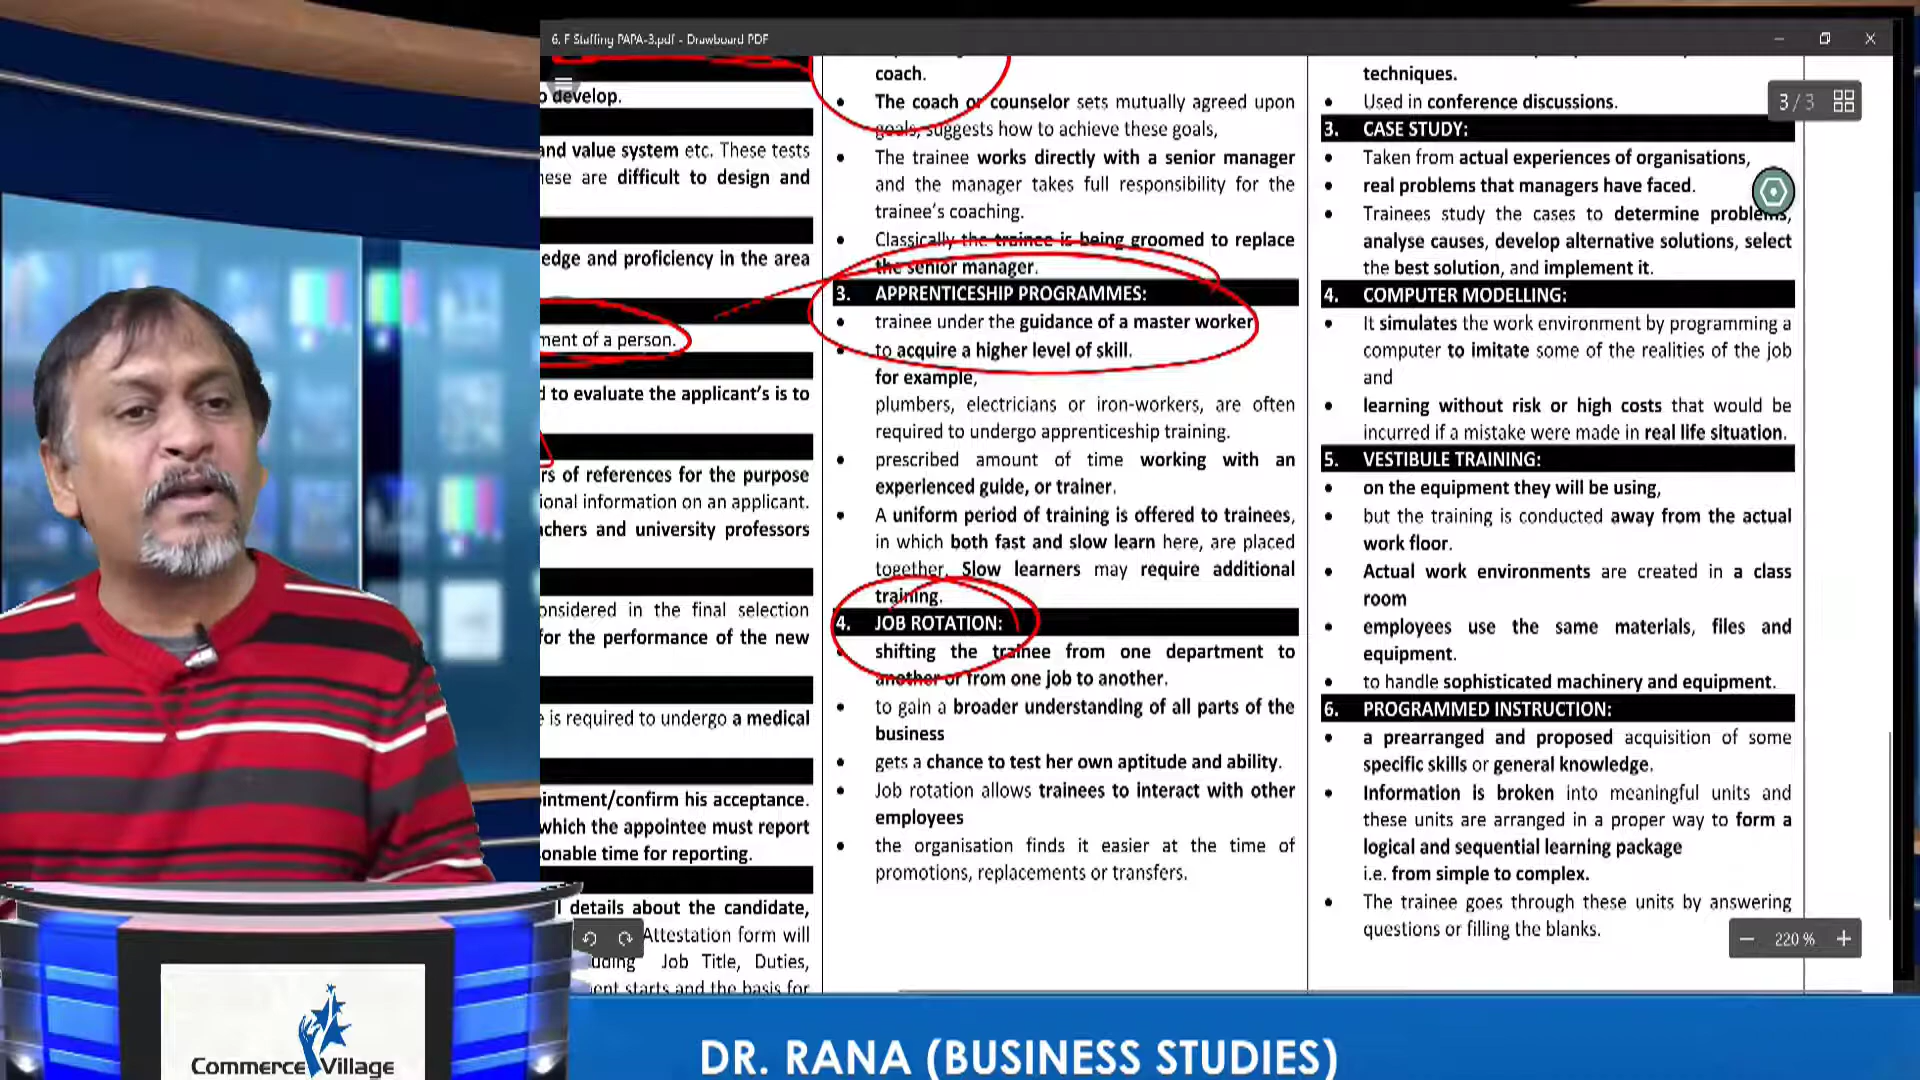 6. F Staffing PAPA-3.pdf - Drawboard PDF
develop.
and value system etc. These tests
are difficult to design and
and proficiency in the area
of a person.
to evaluate the applicant's is to
of references for the purpose
information on an applicant.
and university professors
in the final selection
for the performance of the new
is required to undergo a medical
confirm his acceptance.
which the appointee must report
time for reporting.
details about the candidate,
Attestation form will
Job Title, Duties,
starts and the basis for
coach.
• The coach or counselor sets mutually agreed upon
goals, suggests how to achieve these goals,
• The trainee works directly with a senior manager
and the manager takes full responsibility for the
trainee's coaching.
• Classically the trainee is being groomed to replace
the senior manager.
3. APPRENTICESHIP PROGRAMMES:
• trainee under the guidance of a master worker
• to acquire a higher level of skill.
for example,
plumbers, electricians or iron-workers, are often
required to undergo apprenticeship training.
• prescribed amount of time working with an
experienced guide, or trainer.
• A uniform period of training is offered to trainees,
in which both fast and slow learn here, are placed
together. Slow learners may require additional
training.
4. JOB ROTATION:
• shifting the trainee from one department to
another or from one job to another.
• to gain a broader understanding of all parts of the
business
• gets a chance to test her own aptitude and ability.
• Job rotation allows trainees to interact with other
employees
• the organisation finds it easier at the time of
promotions, replacements or transfers.
techniques.
• Used in conference discussions.
3 / 3
3. CASE STUDY:
• Taken from actual experiences of organisations,
• real problems that managers have faced.
• Trainees study the cases to determine problems,
analyse causes, develop alternative solutions, select
the best solution, and implement it.
4. COMPUTER MODELLING:
• It simulates the work environment by programming a
computer to imitate some of the realities of the job
and
• learning without risk or high costs that would be
incurred if a mistake were made in real life situation.
5. VESTIBULE TRAINING:
• on the equipment they will be using,
• but the training is conducted away from the actual
work floor.
• Actual work environments are created in a class
room
• employees use the same materials, files and
equipment.
• to handle sophisticated machinery and equipment.
6. PROGRAMMED INSTRUCTION:
• a prearranged and proposed acquisition of some
specific skills or general knowledge.
• Information is broken into meaningful units and
these units are arranged in a proper way to form a
logical and sequential learning package
i.e. from simple to complex.
• The trainee goes through these units by answering
questions or filling the blanks.
220 %
Commerce Village
DR. RANA (BUSINESS STUDIES)